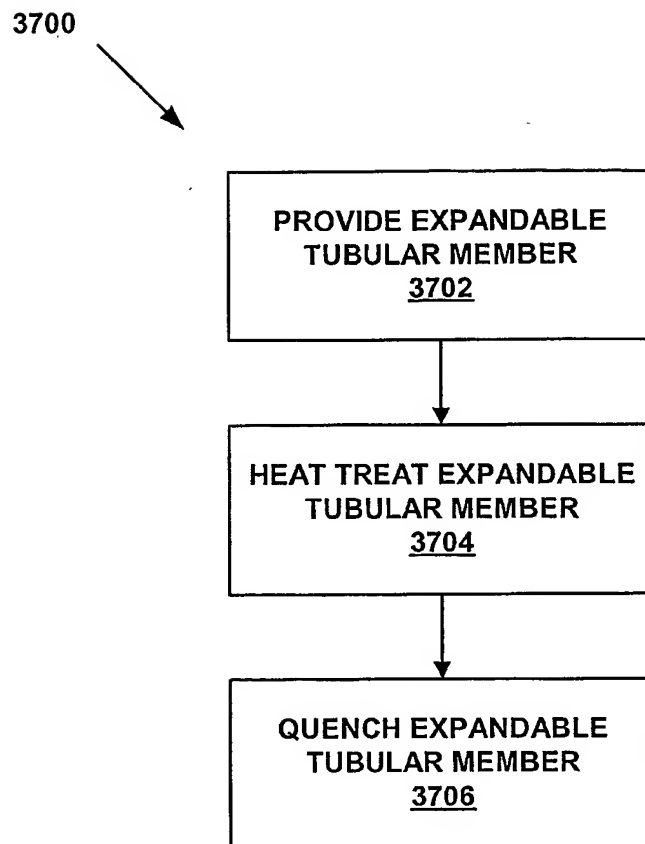 3700
PROVIDE EXPANDABLE
TUBULAR MEMBER
3702
HEAT TREAT EXPANDABLE
TUBULAR MEMBER
3704
QUENCH EXPANDABLE
TUBULAR MEMBER
3706